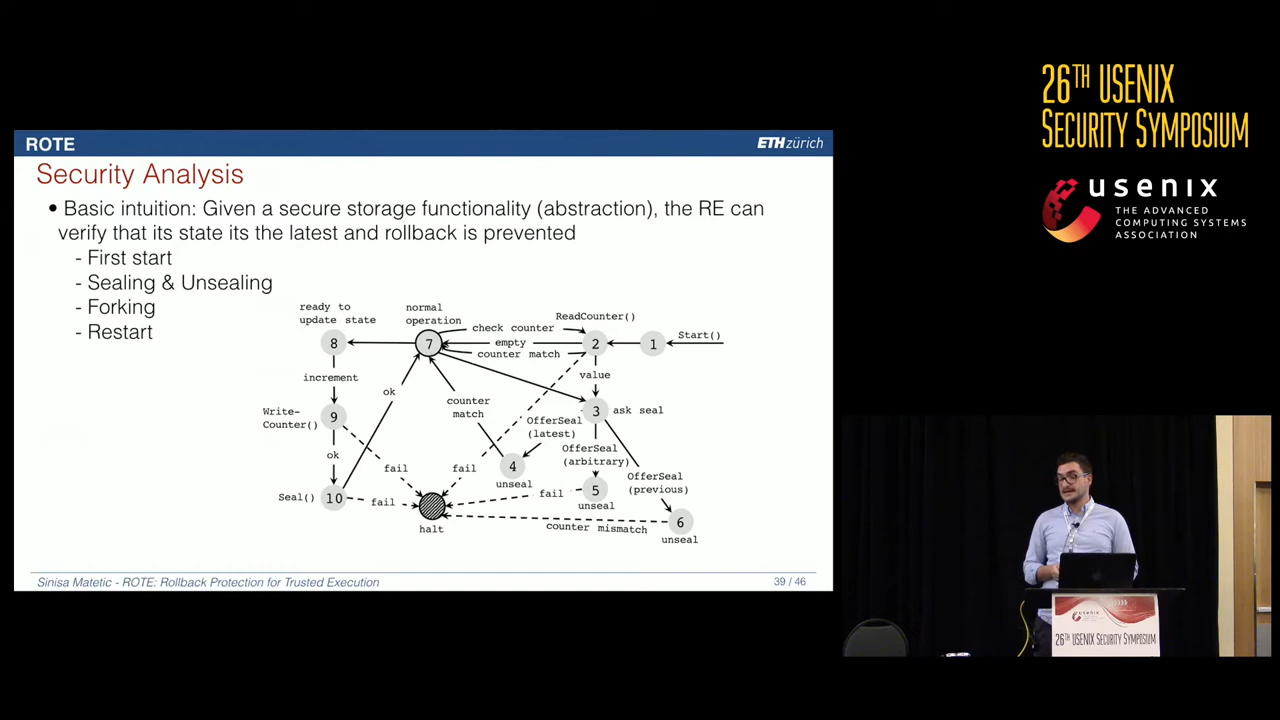 ROTE
ETH zürich
Security Analysis
• Basic intuition: Given a secure storage functionality (abstraction), the RE can
verify that its state its the latest and rollback is prevented
- First start
- Sealing & Unsealing
- Forking
- Restart
ready to
update state
normal
operation
ReadCounter()
check counter
Start()
8
7
empty
2
1
counter match
increment
value
ok
counter
match
Write-
Counter()
9
3
ask seal
OfferSeal
(latest)
OfferSeal
(arbitrary)
ok
fail
fail
4
unseal
OfferSeal
(previous)
Seal()
10
fail
fail
5
unseal
halt
counter mismatch
6
unseal
Sinisa Matetic - ROTE: Rollback Protection for Trusted Execution
39 / 46
26TH USENIX
SECURITY SYMPOSIUM
usenix
THE ADVANCED
COMPUTING SYSTEMS
ASSOCIATION
usenix
26TH USENIX SECURITY SYMPOSIUM